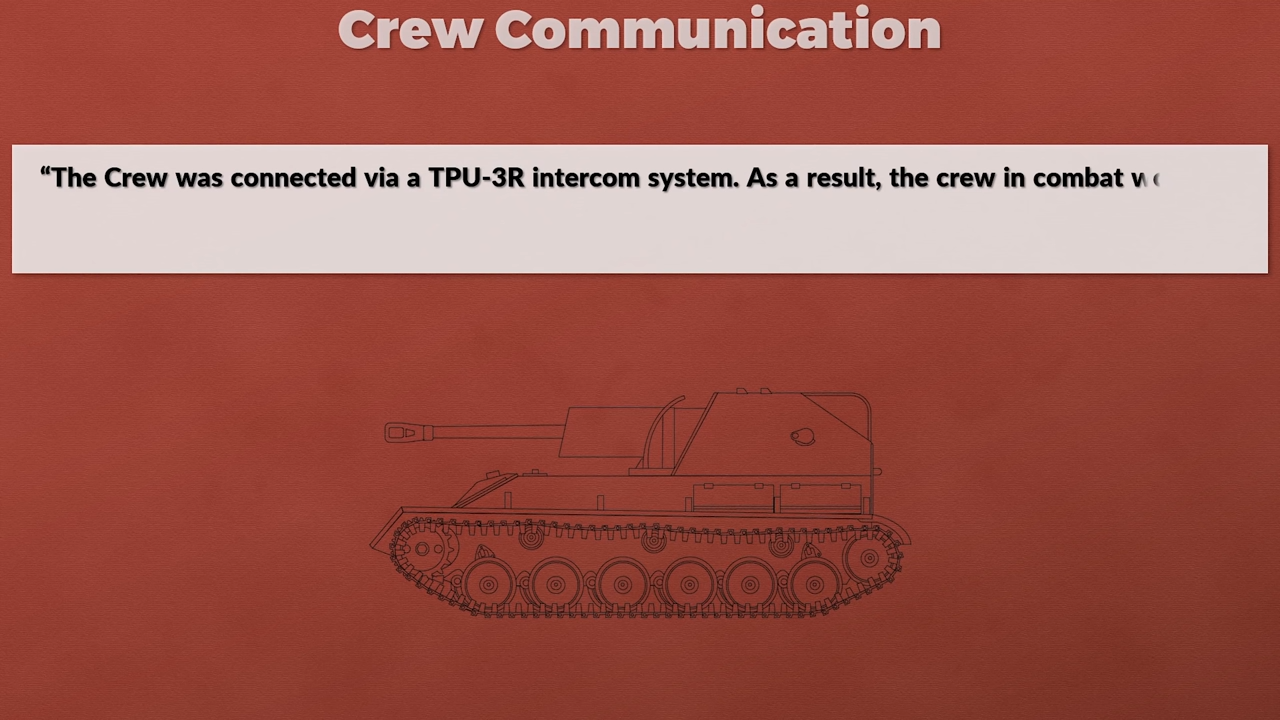 Crew Communication
“The Crew was connected via a TPU-3R intercom system. As a result, the crew in combat